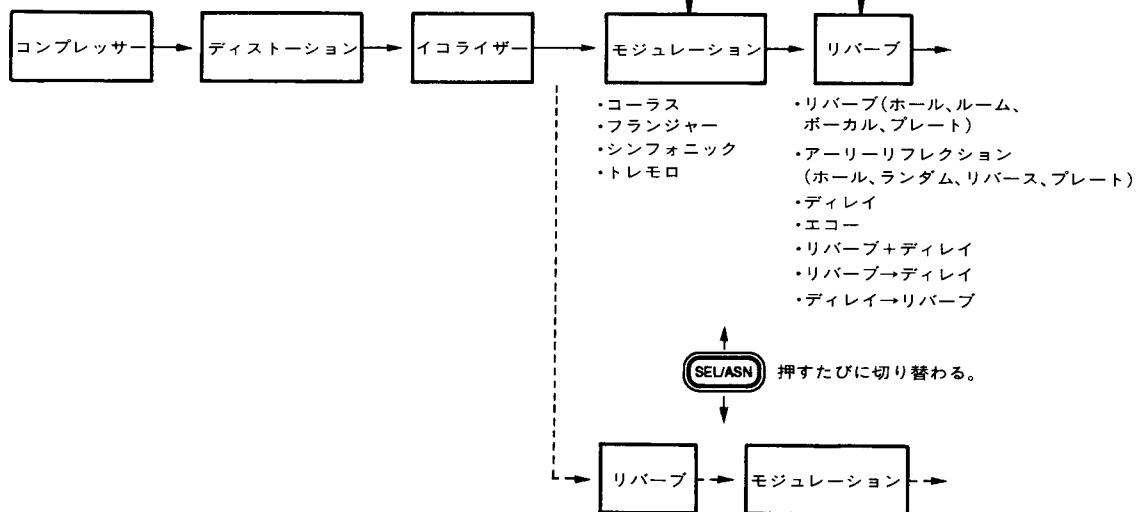 コンプレッサー
ディストーション
イコライザー
モジュレーション
リバーブ
・コーラス
・フランジャー
・シンフォニック
・トレモロ
・リバーブ(ホール、ルーム、
ボーカル、プレート)
・アーリーリフレクション
(ホール、ランダム、リバース、プレート)
・ディレイ
・エコー
・リバーブ+ディレイ
・リバーブ→ディレイ
・ディレイ→リバーブ
SEL/ASN 押すたびに切り替わる。
リバーブ
モジュレーション